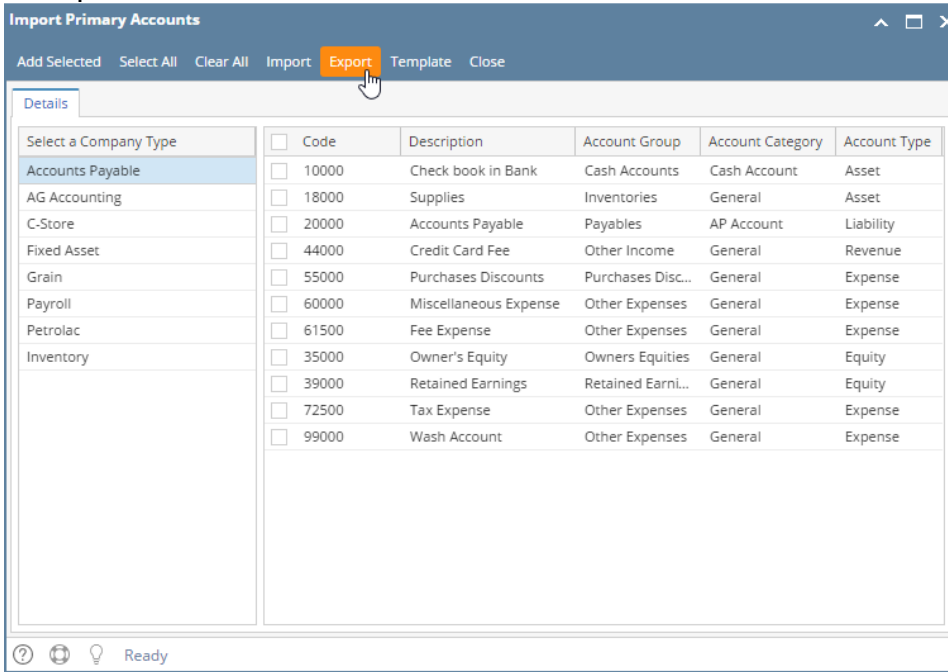 Import Primary Accounts
Add Selected Select All Clear All Import Export Template Close
Details
Select a Company Type
Accounts Payable
AG Accounting
C-Store
Fixed Asset
Grain
Payroll
Petrolac
Inventory
Code Description Account Group Account Category Account Type
10000 Check book in Bank Cash Accounts Cash Account Asset
18000 Supplies Inventories General Asset
20000 Accounts Payable Payables AP Account Liability
44000 Credit Card Fee Other Income General Revenue
55000 Purchases Discounts Purchases Disc... General Expense
60000 Miscellaneous Expense Other Expenses General Expense
61500 Fee Expense Other Expenses General Expense
35000 Owner's Equity Owners Equities General Equity
39000 Retained Earnings Retained Earni... General Equity
72500 Tax Expense Other Expenses General Expense
99000 Wash Account Other Expenses General Expense
Ready